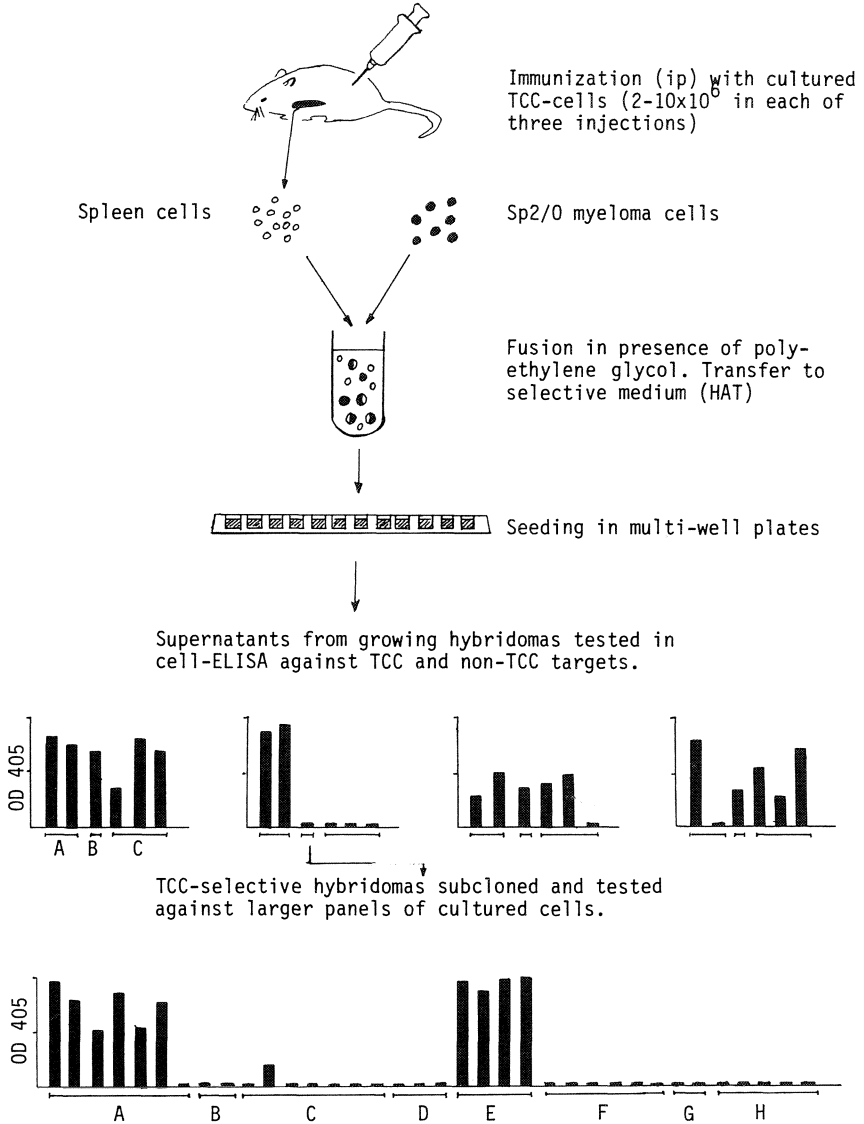 Immunization (ip) with cultured
TCC-cells (2-10x10⁶ in each of
three injections)
Spleen cells
Sp2/0 myeloma cells
Fusion in presence of poly-
ethylene glycol. Transfer to
selective medium (HAT)
Seeding in multi-well plates
Supernatants from growing hybridomas tested in
cell-ELISA against TCC and non-TCC targets.
OD 405
A B C
TCC-selective hybridomas subcloned and tested
against larger panels of cultured cells.
OD 405
A B C D E F G H